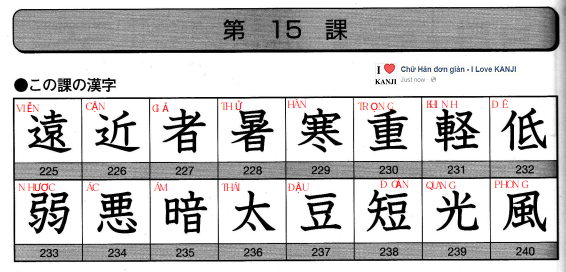 第 15 課
I ❤
KANJI
Chữ Hán đơn giản - I Love KANJI
Just now
●この課の漢字
VIỄN CẬN GIẢ THỬ HÀN TRỌNG KHINH ĐÊ
遠 近 者 暑 寒 重 軽 低
225 226 227 228 229 230 231 232
NHƯỢC ÁC ÁM THÁI ĐẬU ĐOẢN QUANG PHONG
弱 悪 暗 太 豆 短 光 風
233 234 235 236 237 238 239 240